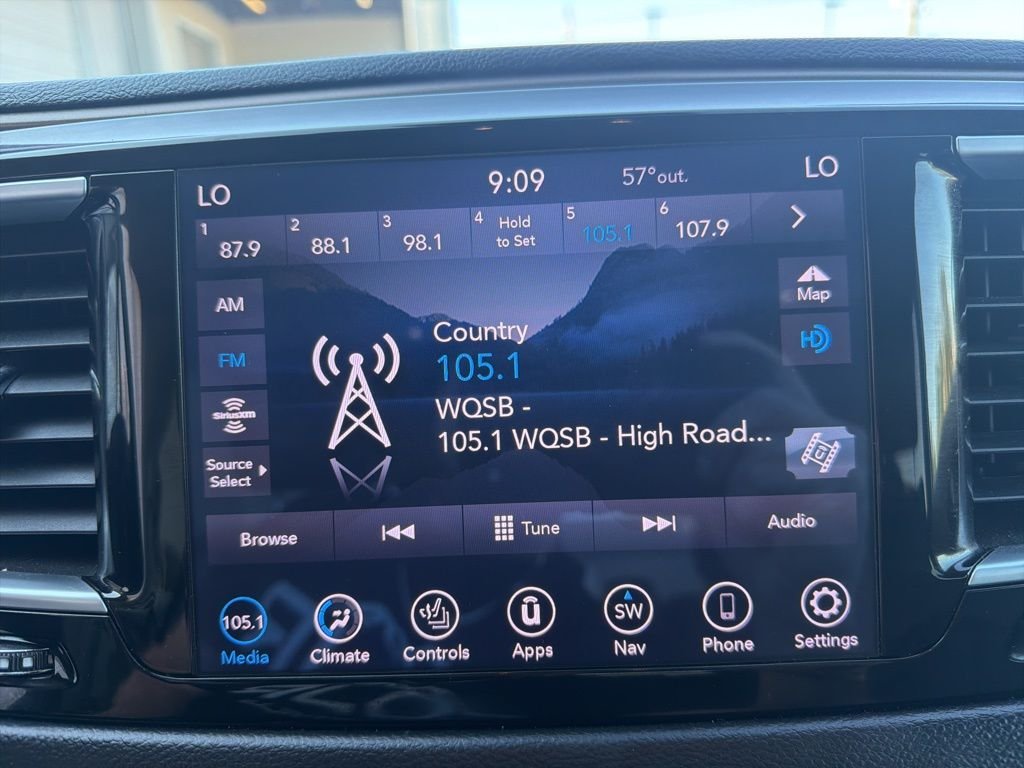 LO 9:09 57°out. LO
1 87.9 2 88.1 3 98.1 4 Hold to Set 5 105.1 6 107.9
AM
Map
FM
HD
Country
105.1
SiriusXM
WQSB -
105.1 WQSB - High Road...
Source
Select
Browse Tune Audio
105.1 SW
Media Climate Controls Apps Nav Phone Settings